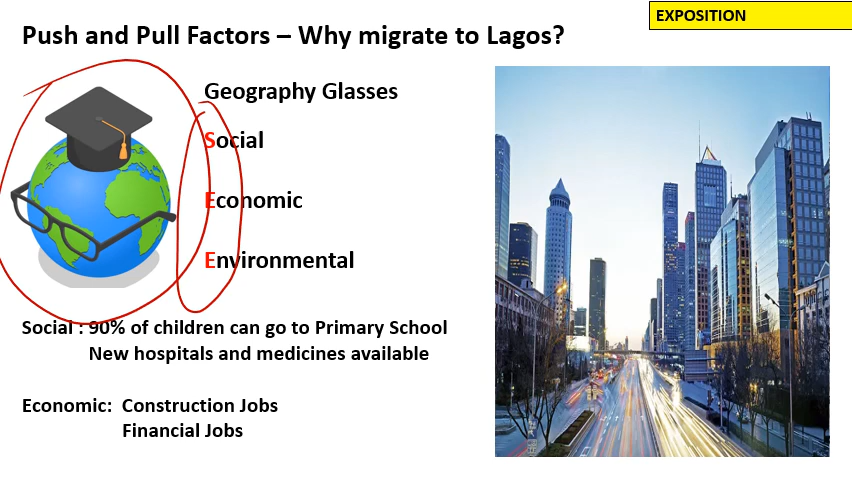 EXPOSITION
Push and Pull Factors – Why migrate to Lagos?
Geography Glasses
Social
Economic
Environmental
Social : 90% of children can go to Primary School
New hospitals and medicines available
Economic: Construction Jobs
Financial Jobs